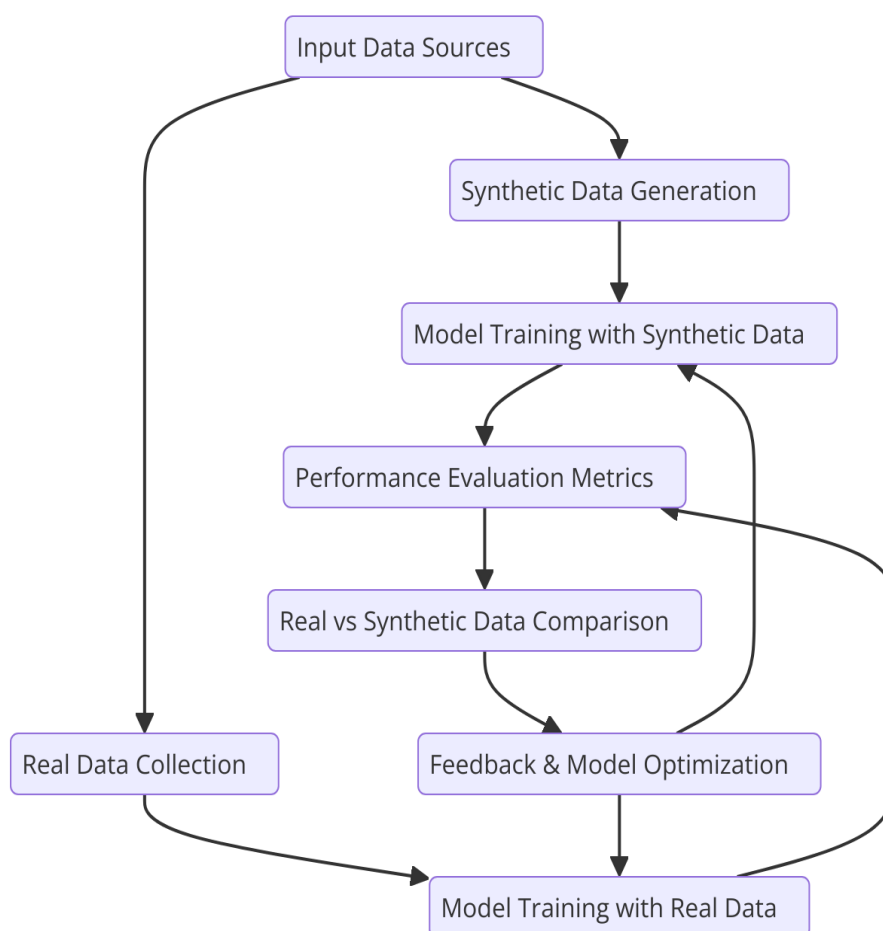 Input Data Sources
Synthetic Data Generation
Model Training with Synthetic Data
Performance Evaluation Metrics
Real vs Synthetic Data Comparison
Real Data Collection
Feedback & Model Optimization
Model Training with Real Data